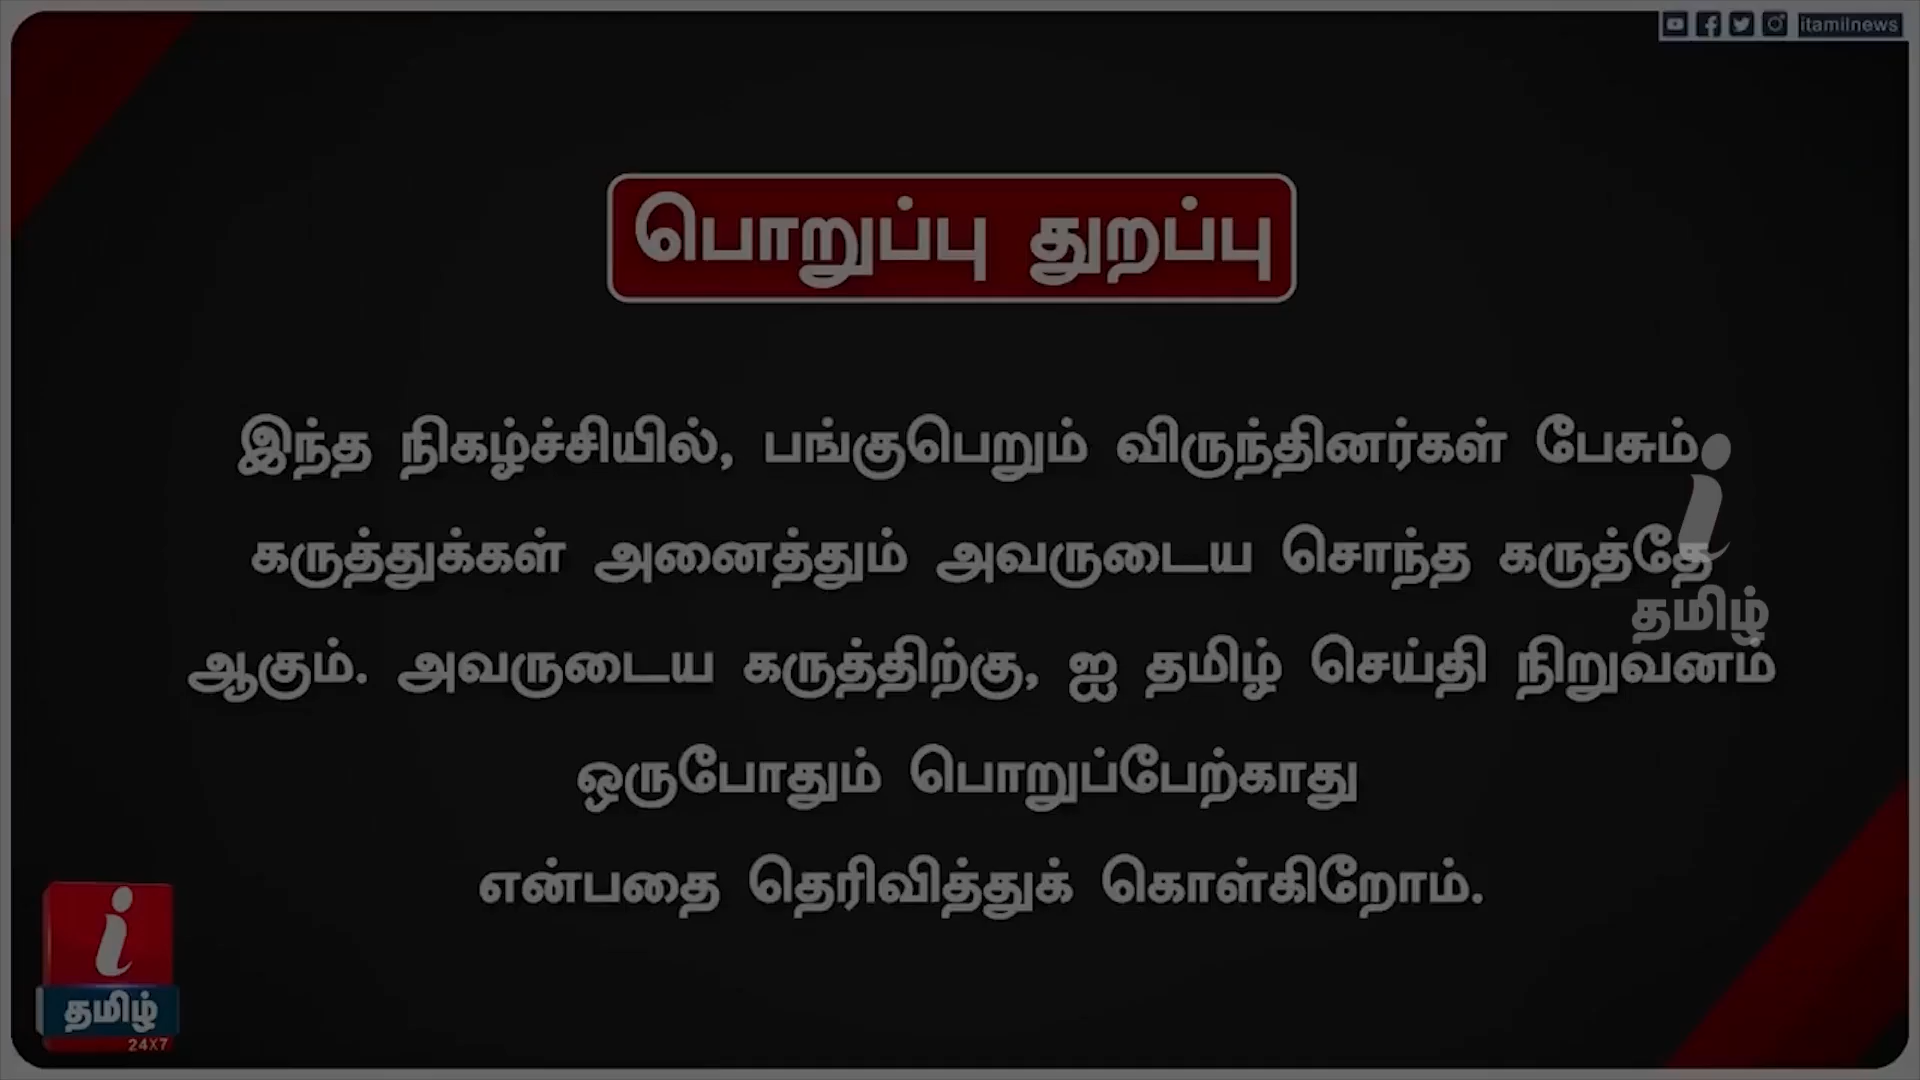 itamilnews
பொறுப்பு துறப்பு
இந்த நிகழ்ச்சியில், பங்குபெறும் விருந்தினர்கள் பேசும்
கருத்துக்கள் அனைத்தும் அவருடைய சொந்த கருத்தே
i
தமிழ்
ஆகும். அவருடைய கருத்திற்கு, ஐ தமிழ் செய்தி நிறுவனம்
ஒருபோதும் பொறுப்பேற்காது
என்பதை தெரிவித்துக் கொள்கிறோம்.
i
தமிழ்
24X7